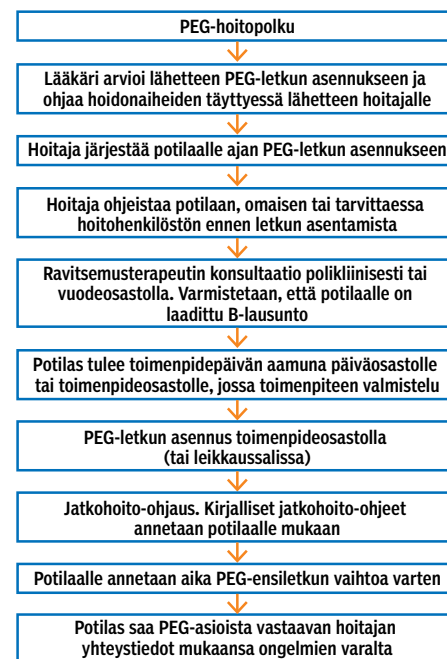 PEG-hoitopolku
Lääkäri arvioi lähetteen PEG-letkun asennukseen ja
ohjaa hoidonaiheiden täyttyessä lähetteen hoitajalle
Hoitaja järjestää potilaalle ajan PEG-letkun asennukseen
Hoitaja ohjeistaa potilaan, omaisen tai tarvittaessa
hoitohenkilöstön ennen letkun asentamista
Ravitsemusterapeutin konsultaatio polikliinisesti tai
vuodeosastolla. Varmistetaan, että potilaalle on
laadittu B-lausunto
Potilas tulee toimenpidepäivän aamuna päiväosastolle
tai toimenpideosastolle, jossa toimenpiteen valmistelu
PEG-letkun asennus toimenpideosastolla
(tai leikkaussalissa)
Jatkohoito-ohjaus. Kirjalliset jatkohoito-ohjeet
annetaan potilaalle mukaan
Potilaalle annetaan aika PEG-ensiletkun vaihtoa varten
Potilas saa PEG-asioista vastaavan hoitajan
yhteystiedot mukaansa ongelmien varalta